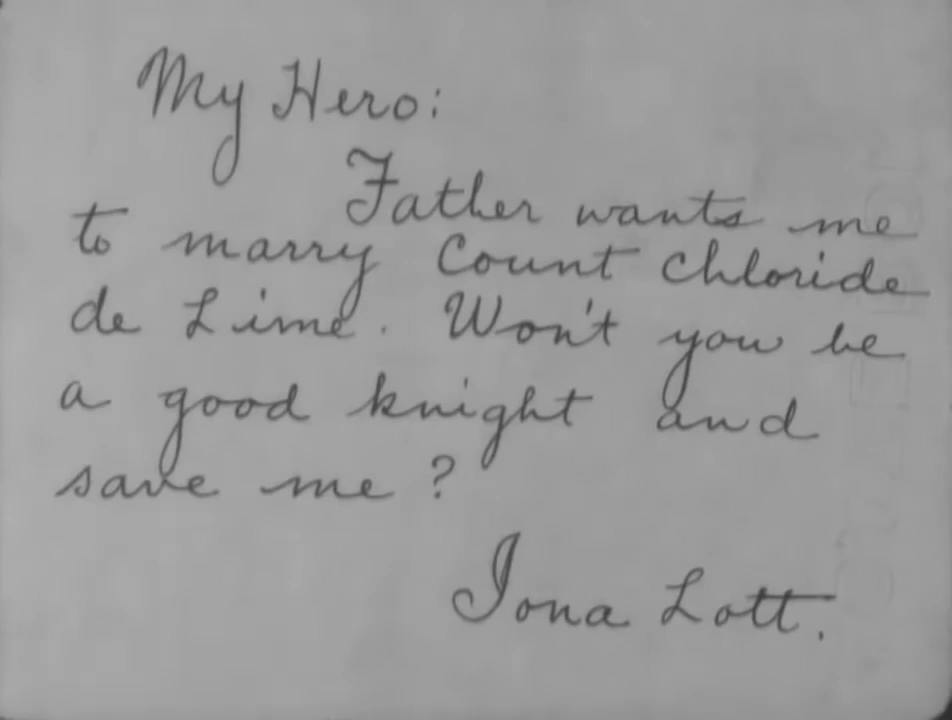 My Hero:
Father wants me
to marry Count Chloride
de Lime. Won't you be
a good knight and
save me?
Iona Lott.